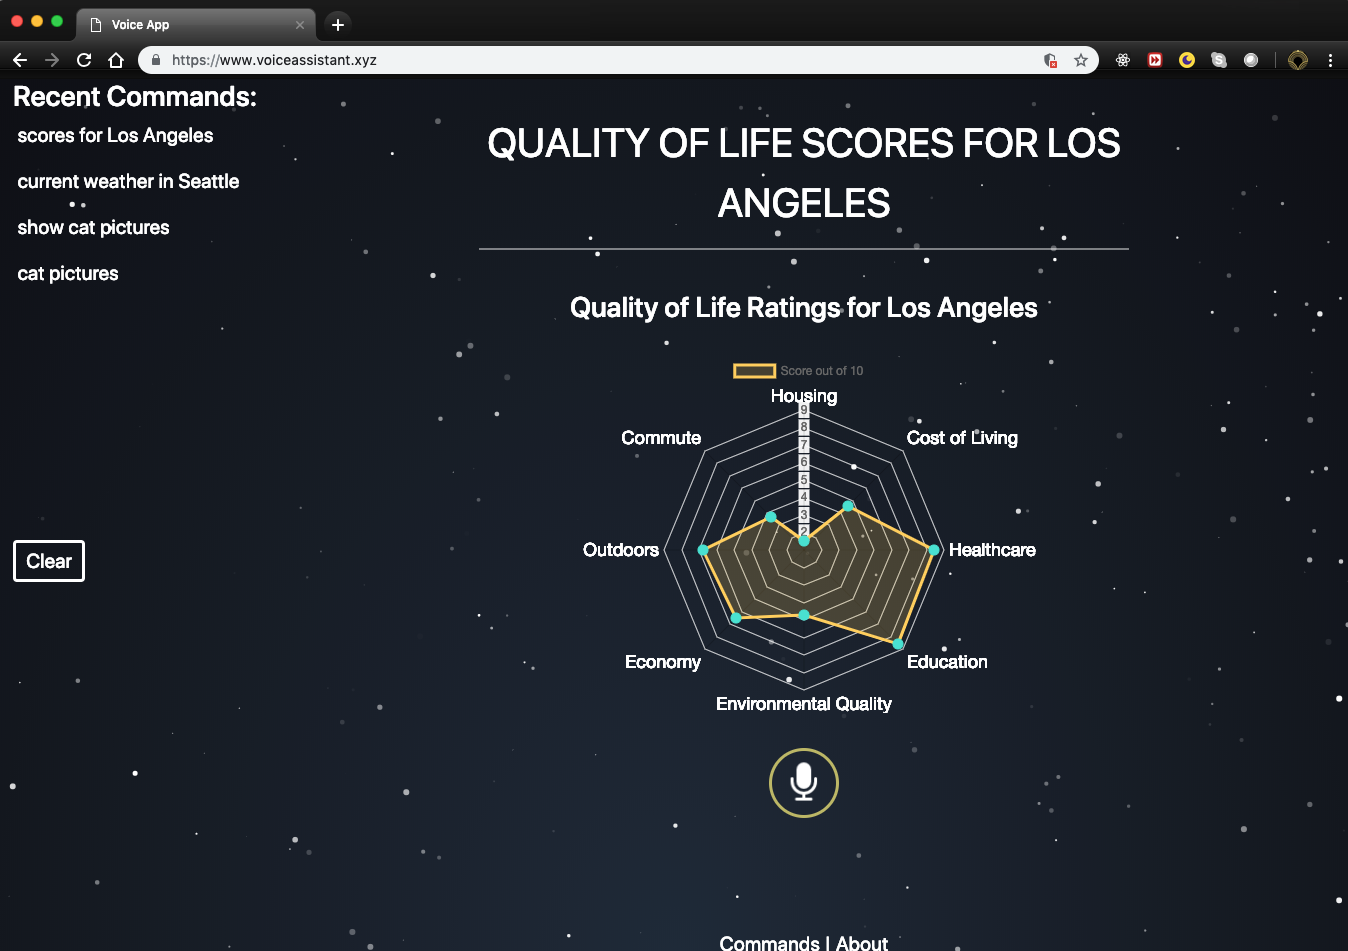 Voice App
https://www.voiceassistant.xyz
Recent Commands:
scores for Los Angeles
current weather in Seattle
show cat pictures
cat pictures
Clear
QUALITY OF LIFE SCORES FOR LOS
ANGELES
Quality of Life Ratings for Los Angeles
Score out of 10
Housing
9
8
7
6
5
4
3
2
Commute
Cost of Living
Outdoors
Healthcare
Economy
Education
Environmental Quality
Commands | About